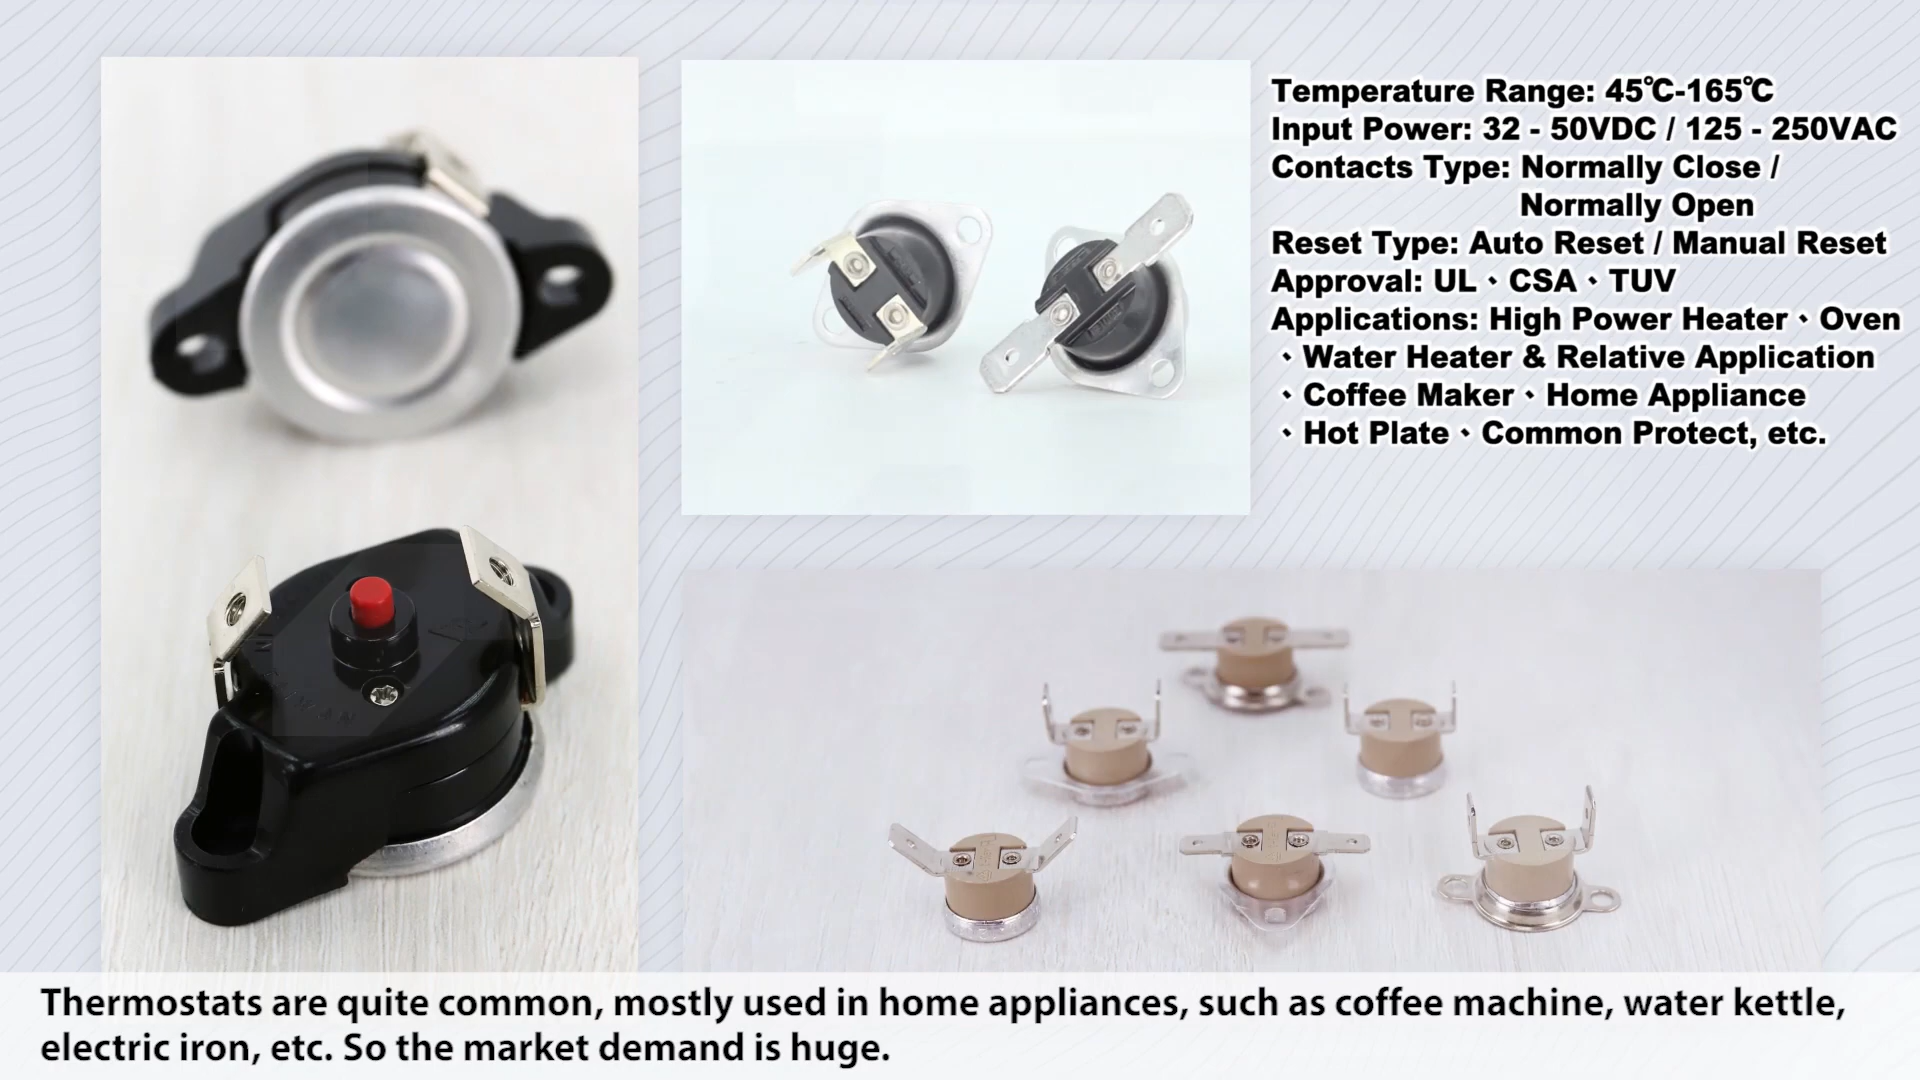 Temperature Range: 45℃-165℃
Input Power: 32 - 50VDC / 125 - 250VAC
Contacts Type: Normally Close /
Normally Open
Reset Type: Auto Reset / Manual Reset
Approval: UL、CSA、TUV
Applications: High Power Heater、Oven
、Water Heater & Relative Application
、Coffee Maker、Home Appliance
、Hot Plate、Common Protect, etc.
Thermostats are quite common, mostly used in home appliances, such as coffee machine, water kettle,
electric iron, etc. So the market demand is huge.